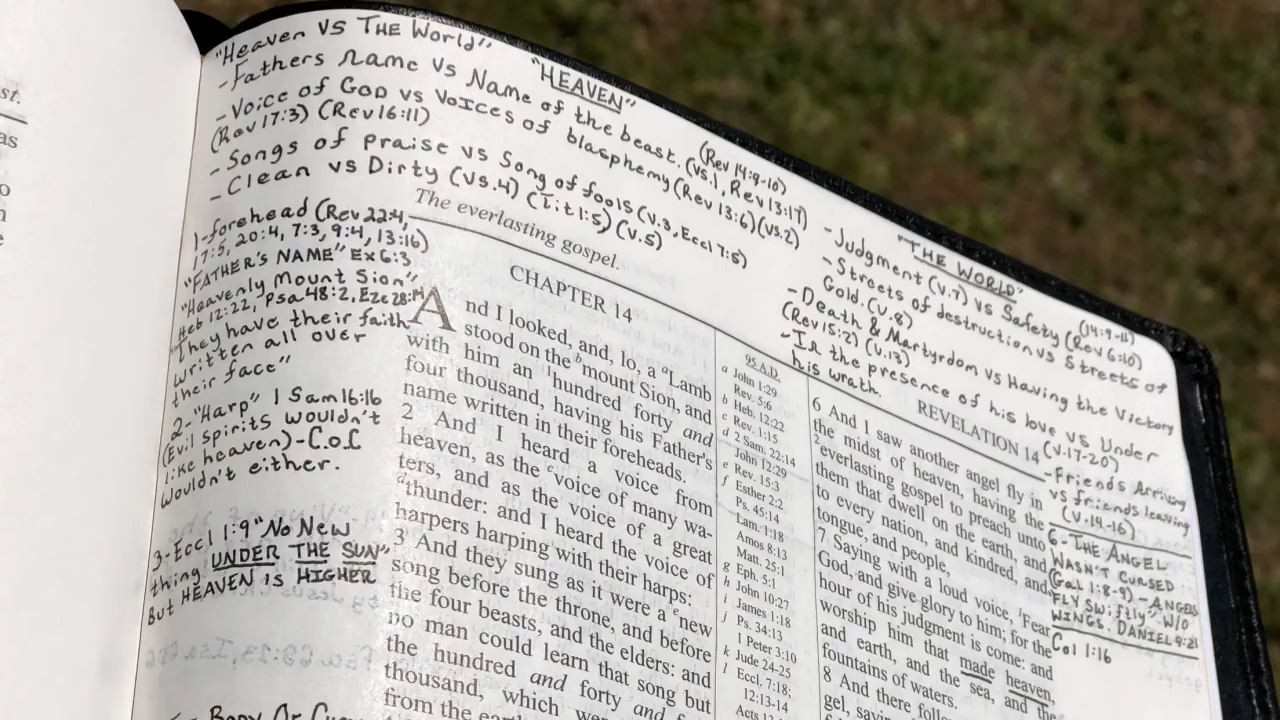 st.
as
"Heaven VS The World"
-Fathers name vs Name of the beast. (vs.1, Rev 13:17)
(Rev 14:9-10)
-Voice of God vs Voices of blasphemy (Rev 13:6) (vs.2)
(Rev 17:3) (Rev 16:11)
-Songs of praise vs Song of fools (v.3, Eccl 7:5)
-Clean vs Dirty (vs.4) (Tit 1:5) (v.5)
"HEAVEN"
"THE WORLD"
-Judgment (v.7) vs Safety (Rev 6:10)
(14:9-11)
-Streets of destruction vs Streets of
Gold. (v.8)
-Death & Martyrdom vs Having the Victory
(Rev 15:2) (v.13)
-In the presence of his love vs Under
his wrath.
(v.17-20)
-Friends Arriving
vs friends leaving
(v.14-16)
6- THE ANGEL
WASN'T CURSED
(Gal 1:8-9) - ANGELS
"FLY SWiftly" W/O
WINGS. DANIEL 9:21
Col 1:16
1-forehead (Rev 22:4,
17:5, 20:4, 7:3, 9:4, 13:16)
"FATHER'S NAME" Ex 6:3
"Heavenly Mount Sion"
Heb 12:22, Psa 48:2, Eze 28:14
"They have their faith
written all over
their face"
2-"Harp" 1 Sam 16:16
(Evil spirits wouldn't
like heaven)-C.o.C
wouldn't either.
3-Eccl 1:9 "No New
thing UNDER THE SUN"
But HEAVEN is HIGHER
The everlasting gospel.
CHAPTER 14
And I looked, and, lo, a aLamb
stood on the bmount Sion, and
with him an 1hundred forty and
four thousand, having his Father's
name written in their foreheads.
2 And I heard a voice from
heaven, as the cvoice of many wa-
ters, and as the voice of a great
dthunder: and I heard the voice of
harpers harping with their harps:
3 And they sung as it were a enew
song before the throne, and before
the four beasts, and the elders: and
no man could learn that song but
the hundred and forty and
thousand, which
from the
95 A.D.
a John 1:29
Rev. 5:6
b Heb. 12:22
c Rev. 1:15
d 2 Sam. 22:14
John 12:29
e Rev. 15:3
f Esther 2:2
Ps. 45:14
Lam. 1:18
Amos 8:13
Matt. 25:1
g Eph. 5:1
h John 10:27
i James 1:18
j Ps. 34:13
1 Peter 3:10
k Jude 24-25
l Eccl. 7:18;
12:13-14
Acts
REVELATION 14
6 And I saw another angel fly in
the midst of heaven, having the
2everlasting gospel to preach unto
them that dwell on the earth, and
to every nation, and kindred, and
tongue, and people,
7 Saying with a loud voice, lFear
God, and give glory to him; for the
hour of his judgment is come: and
worship him that made heaven,
and earth, and the sea, and the
fountains of waters.
8 And there
gel,